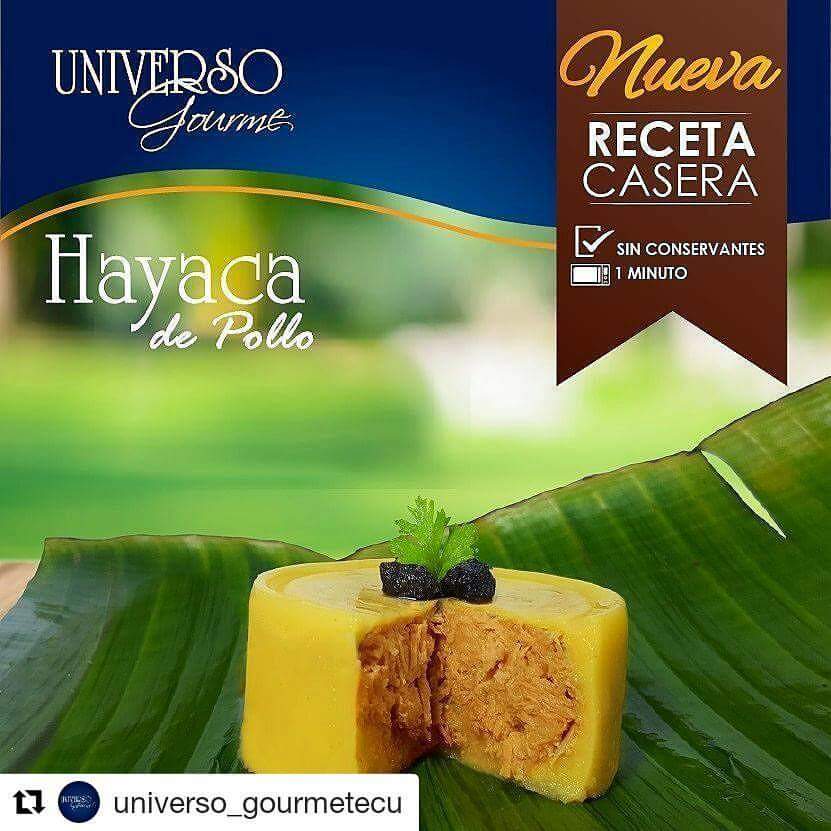 UNIVERSO
Gourme
Nueva
RECETA
CASERA
SIN CONSERVANTES
1 MINUTO
Hayaca
de Pollo
universo_gourmetecu